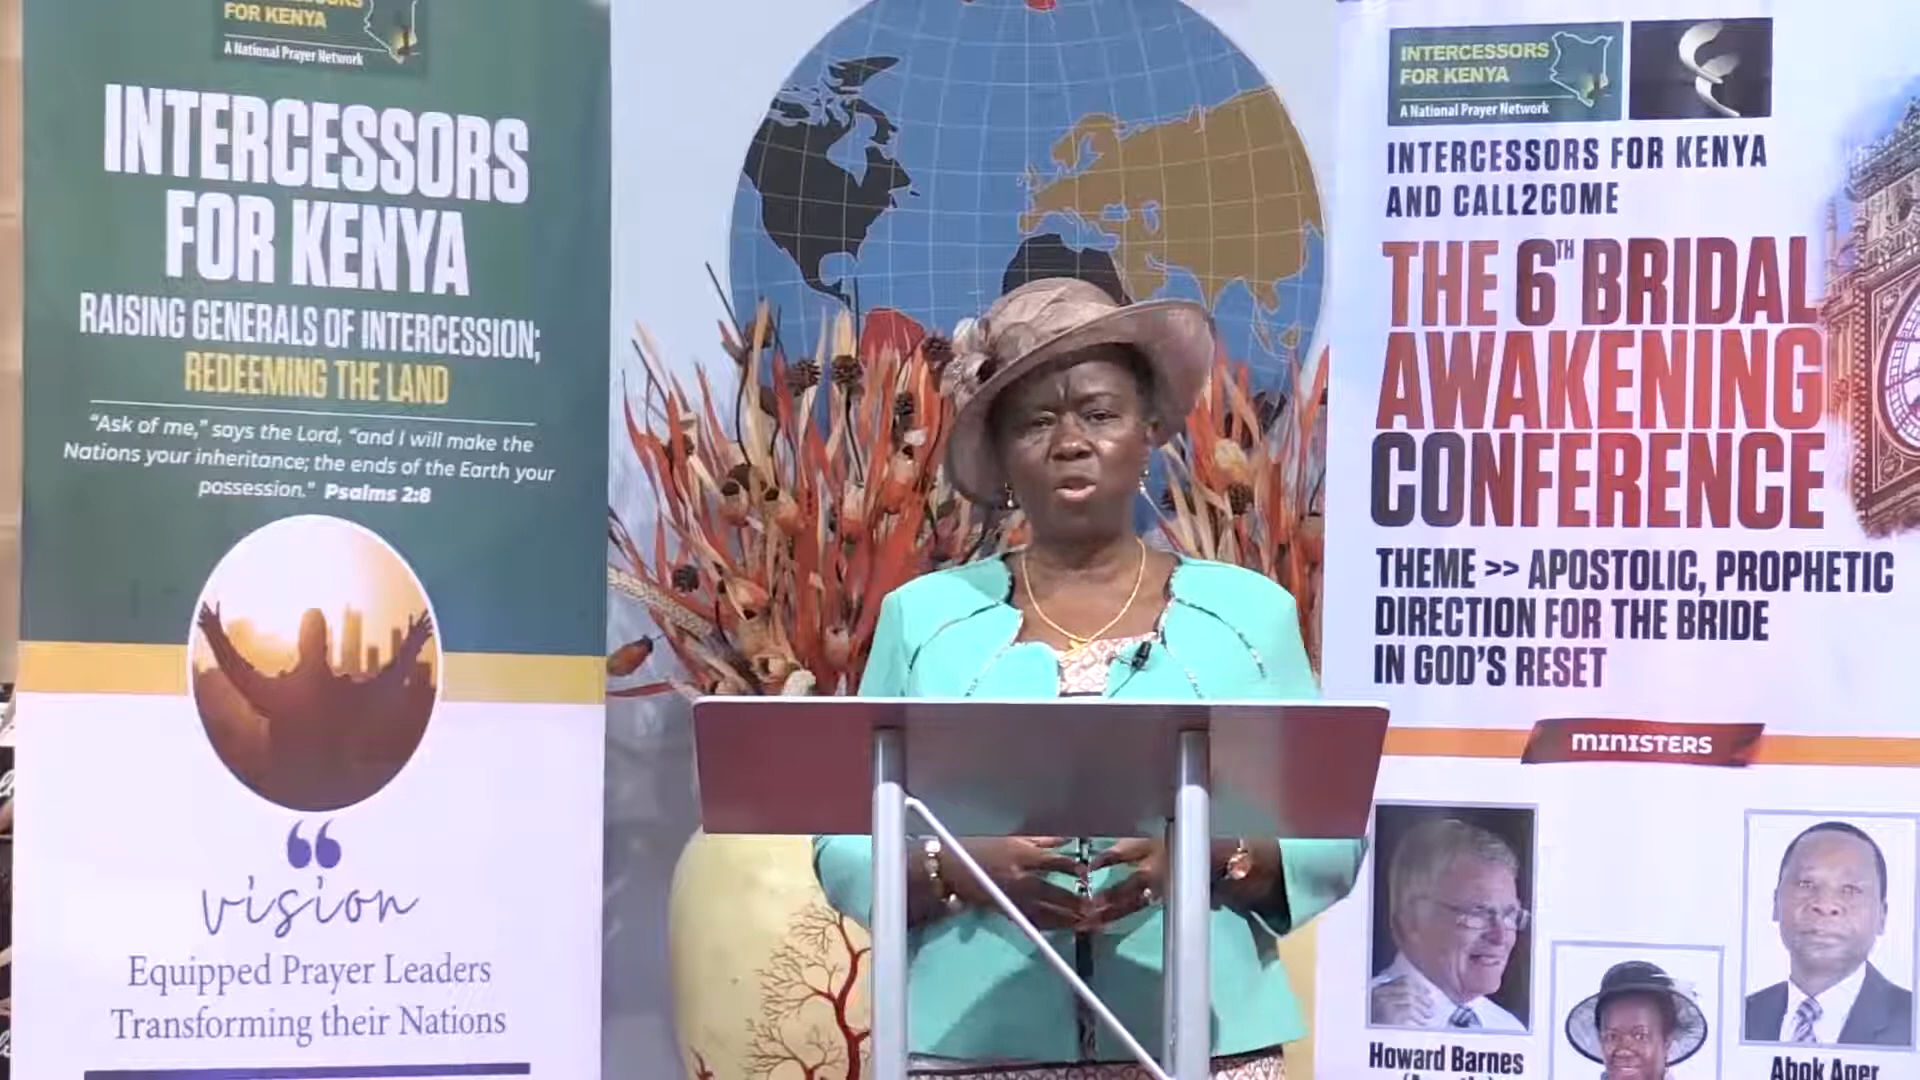 FOR KENYA
A National Prayer Network
INTERCESSORS
FOR KENYA
RAISING GENERALS OF INTERCESSION;
REDEEMING THE LAND
“Ask of me,” says the Lord, “and I will make the
Nations your inheritance; the ends of the Earth your
possession.” Psalms 2:8
“
vision
Equipped Prayer Leaders
Transforming their Nations
INTERCESSORS
FOR KENYA
A National Prayer Network
INTERCESSORS FOR KENYA
AND CALL2COME
THE 6TH BRIDAL
AWAKENING
CONFERENCE
THEME >> APOSTOLIC, PROPHETIC
DIRECTION FOR THE BRIDE
IN GOD'S RESET
MINISTERS
Howard Barnes
Abok Ager